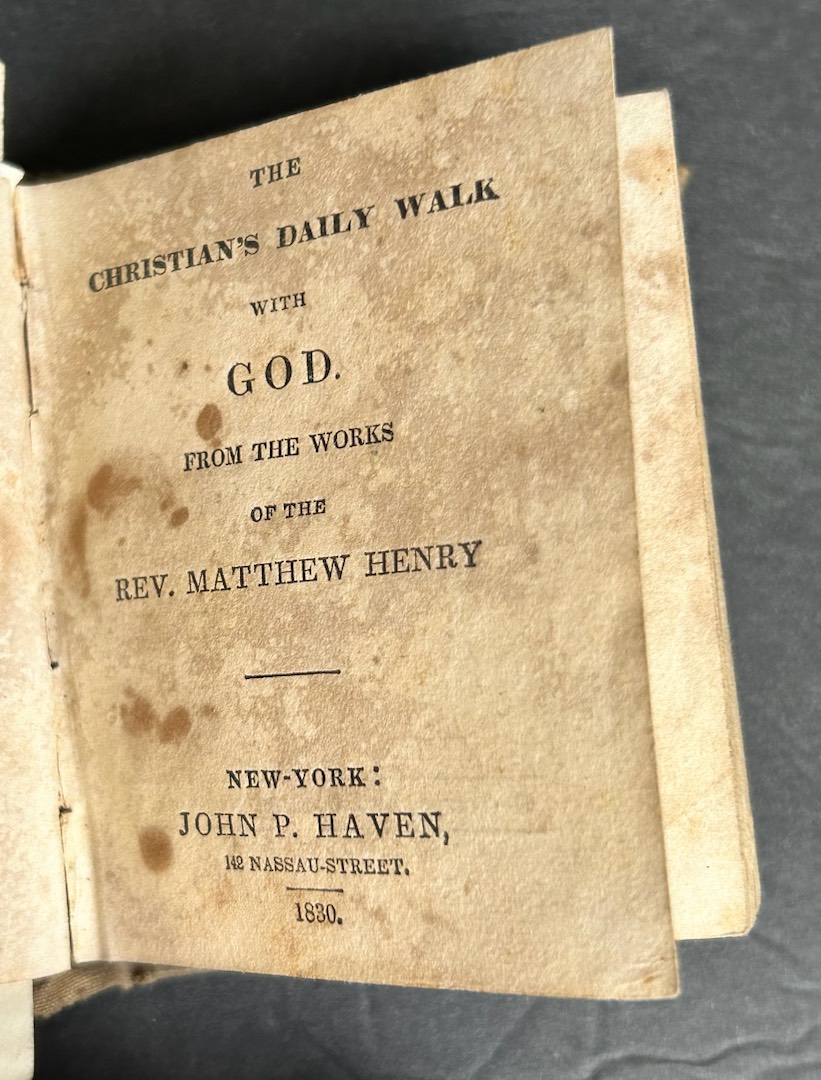 THE
CHRISTIAN'S DAILY WALK
WITH
GOD.
FROM THE WORKS
OF THE
REV. MATTHEW HENRY
NEW-YORK:
JOHN P. HAVEN,
142 NASSAU-STREET.
1830.